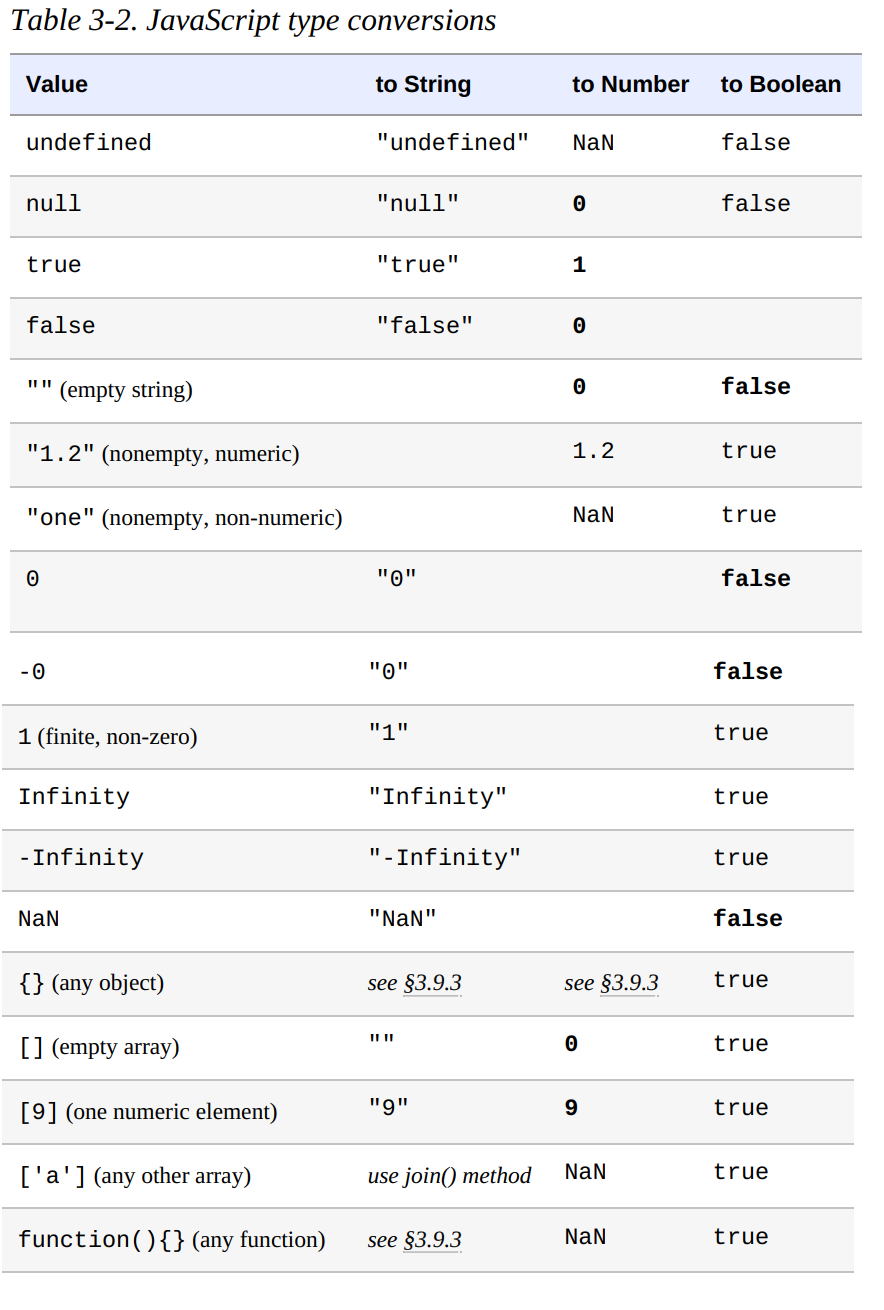 Table 3-2. JavaScript type conversions
Value to String to Number to Boolean
undefined "undefined" NaN false
null "null" 0 false
true "true" 1
false "false" 0
"" (empty string) 0 false
"1.2" (nonempty, numeric) 1.2 true
"one" (nonempty, non-numeric) NaN true
0 "0" false
-0 "0" false
1 (finite, non-zero) "1" true
Infinity "Infinity" true
-Infinity "-Infinity" true
NaN "NaN" false
{} (any object) see §3.9.3 see §3.9.3 true
[] (empty array) "" 0 true
[9] (one numeric element) "9" 9 true
['a'] (any other array) use join() method NaN true
function(){} (any function) see §3.9.3 NaN true